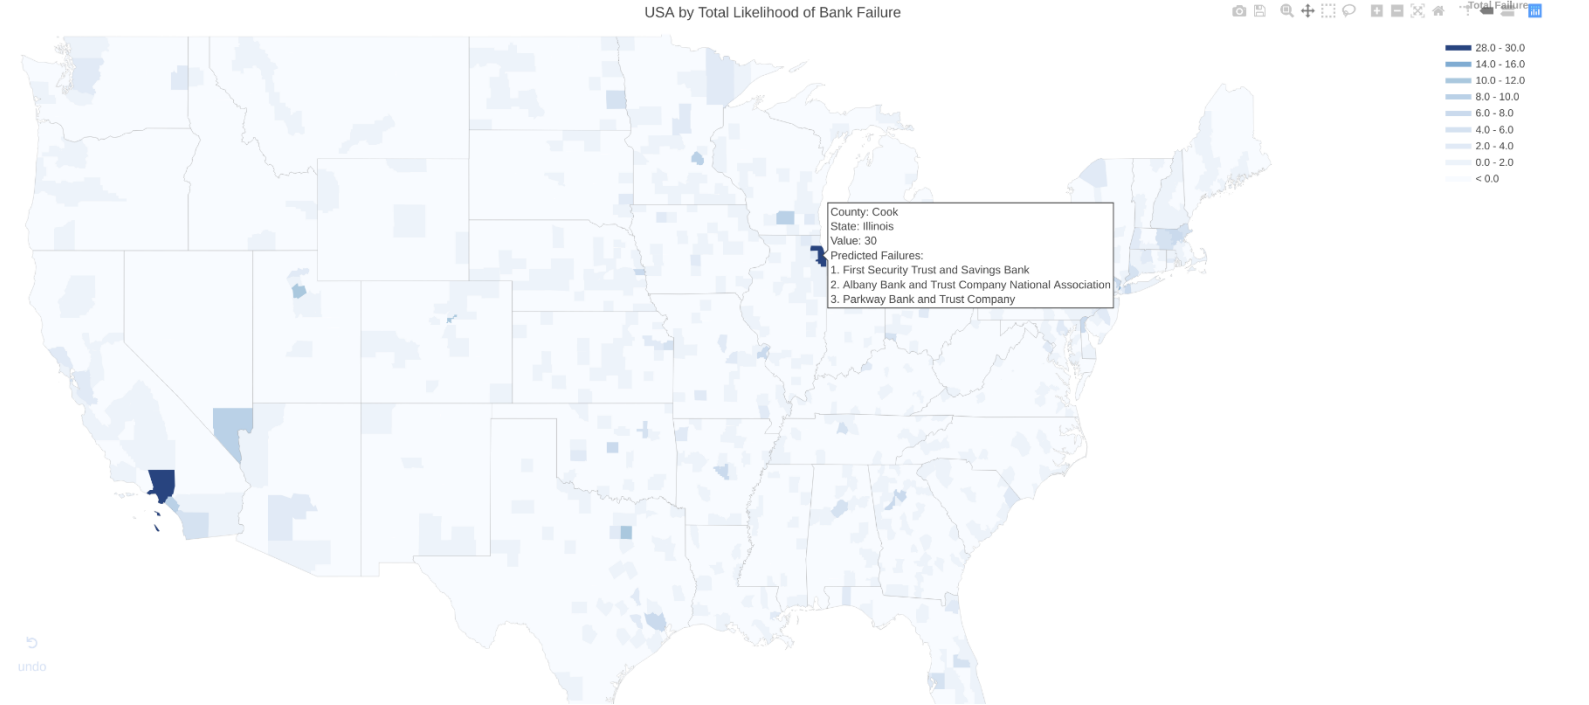 USA by Total Likelihood of Bank Failure
Total Failure
28.0 - 30.0
14.0 - 16.0
10.0 - 12.0
8.0 - 10.0
6.0 - 8.0
4.0 - 6.0
2.0 - 4.0
0.0 - 2.0
< 0.0
County: Cook
State: Illinois
Value: 30
Predicted Failures:
1. First Security Trust and Savings Bank
2. Albany Bank and Trust Company National Association
3. Parkway Bank and Trust Company
undo